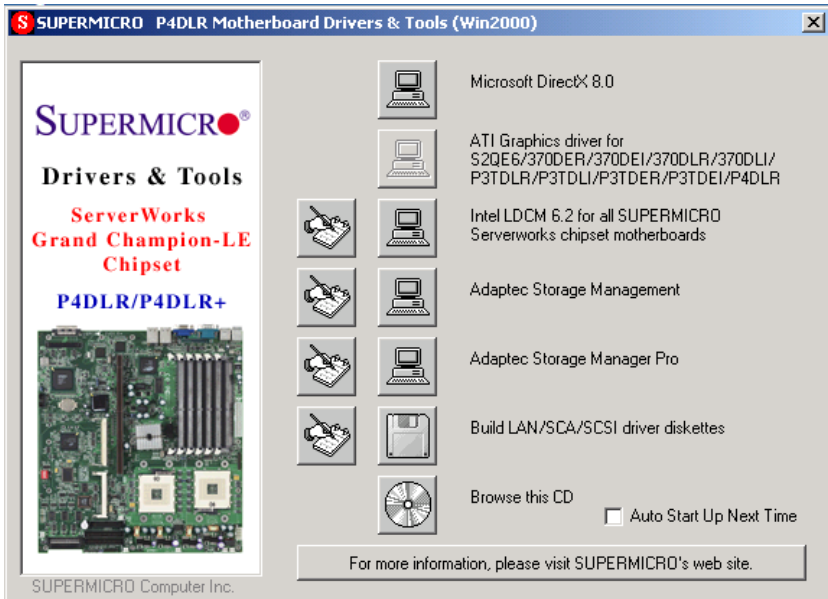 SUPERMICRO P4DLR Motherboard Drivers & Tools (Win2000)
SUPERMICRO®
Drivers & Tools
ServerWorks
Grand Champion-LE
Chipset
P4DLR/P4DLR+
SUPERMICRO Computer Inc.
Microsoft DirectX 8.0
ATI Graphics driver for
S2QE6/370DER/370DEI/370DLR/370DLI/
P3TDLR/P3TDLI/P3TDER/P3TDEI/P4DLR
Intel LDCM 6.2 for all SUPERMICRO
Serverworks chipset motherboards
Adaptec Storage Management
Adaptec Storage Manager Pro
Build LAN/SCA/SCSI driver diskettes
Browse this CD
Auto Start Up Next Time
For more information, please visit SUPERMICRO's web site.